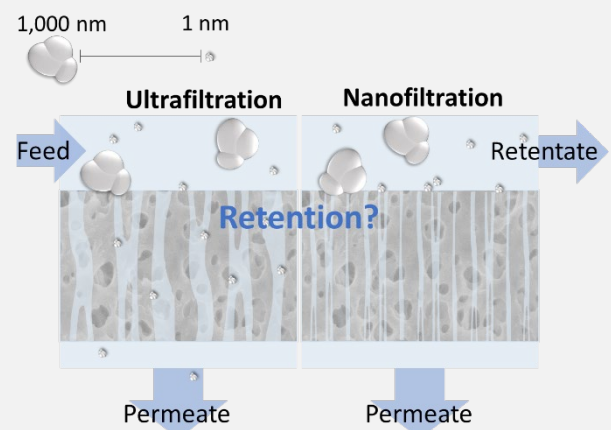 1,000 nm 1 nm
Ultrafiltration Nanofiltration
Feed Retentate
Retention?
Permeate Permeate